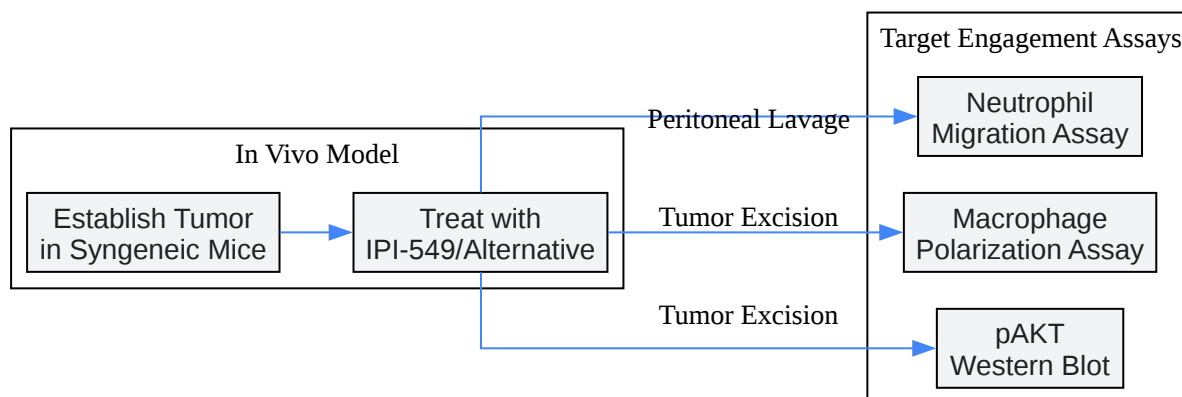 Target Engagement Assays
Neutrophil
Migration Assay
Peritoneal Lavage
In Vivo Model
Establish Tumor
in Syngeneic Mice
Treat with
IPI-549/Alternative
Tumor Excision
Macrophage
Polarization Assay
Tumor Excision
pAKT
Western Blot